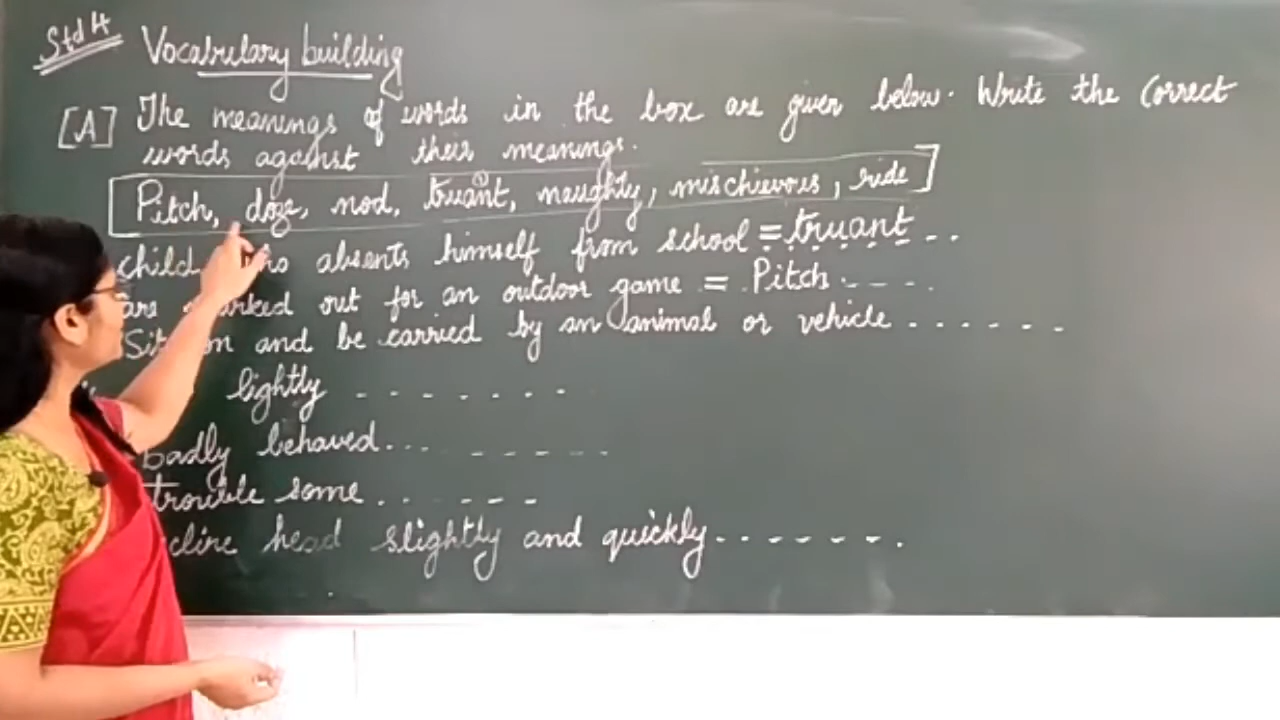 Std 4
Vocabulary building
[A] The meanings of words in the box are given below. Write the correct
words against their meanings.
Pitch, doze, nod, truant, naughty, mischievous, ride
child who absents himself from school = truant . .
are marked out for an outdoor game = Pitch - - - - .
Sit on and be carried by an animal or vehicle . . . . . .
lightly - - - - - - -
badly behaved . . . - - - - -
trouble some . . - - - -
head slightly and quickly - - - - - - - .